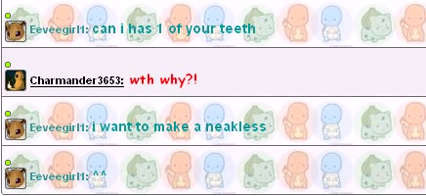 Eeveegirl1: can i has 1 of your teeth
Charmander3653: wth why?!
Eeveegirl1: i want to make a neakless
Eeveegirl1: ^^